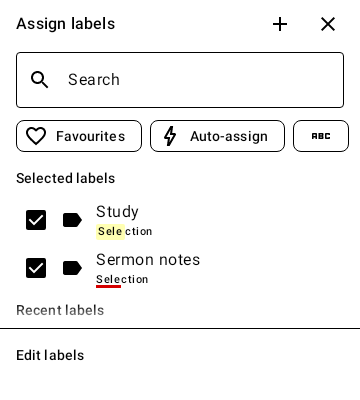 Assign labels
Search
Favourites
Auto-assign
ABC
Selected labels
Study
Selection
Sermon notes
Selection
Recent labels
Edit labels